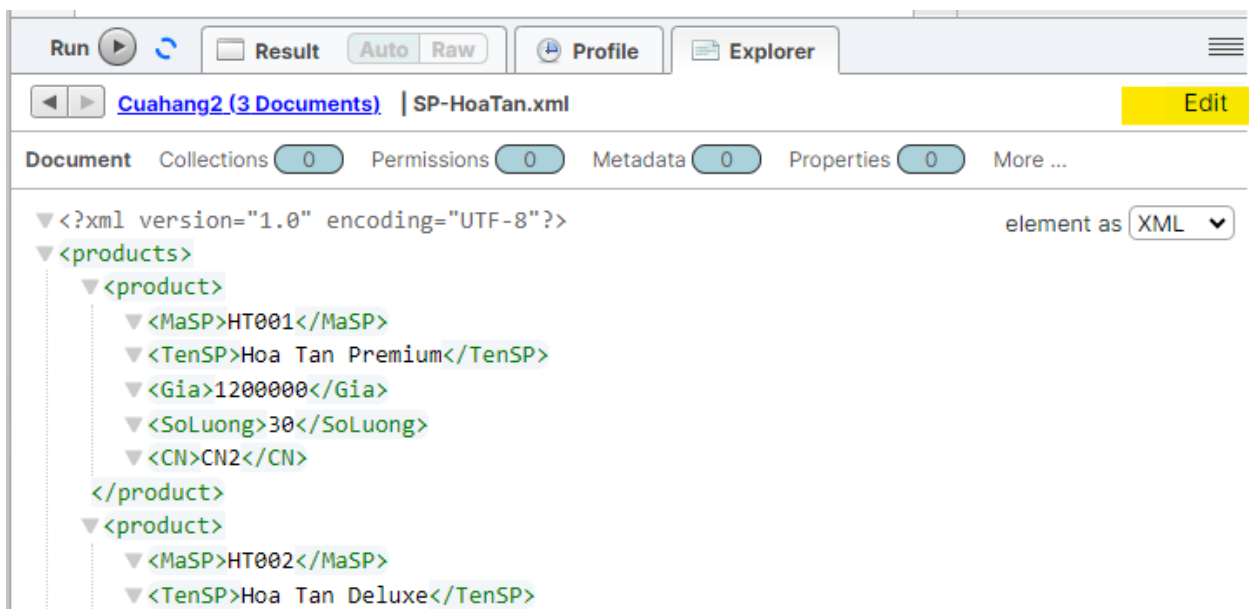 Run Result Auto Raw Profile Explorer
Cuahang2 (3 Documents) | SP-HoaTan.xml Edit
Document Collections 0 Permissions 0 Metadata 0 Properties 0 More ...
<?xml version="1.0" encoding="UTF-8"?> element as XML
<products>
<product>
<MaSP>HT001</MaSP>
<TenSP>Hoa Tan Premium</TenSP>
<Gia>1200000</Gia>
<SoLuong>30</SoLuong>
<CN>CN2</CN>
</product>
<product>
<MaSP>HT002</MaSP>
<TenSP>Hoa Tan Deluxe</TenSP>